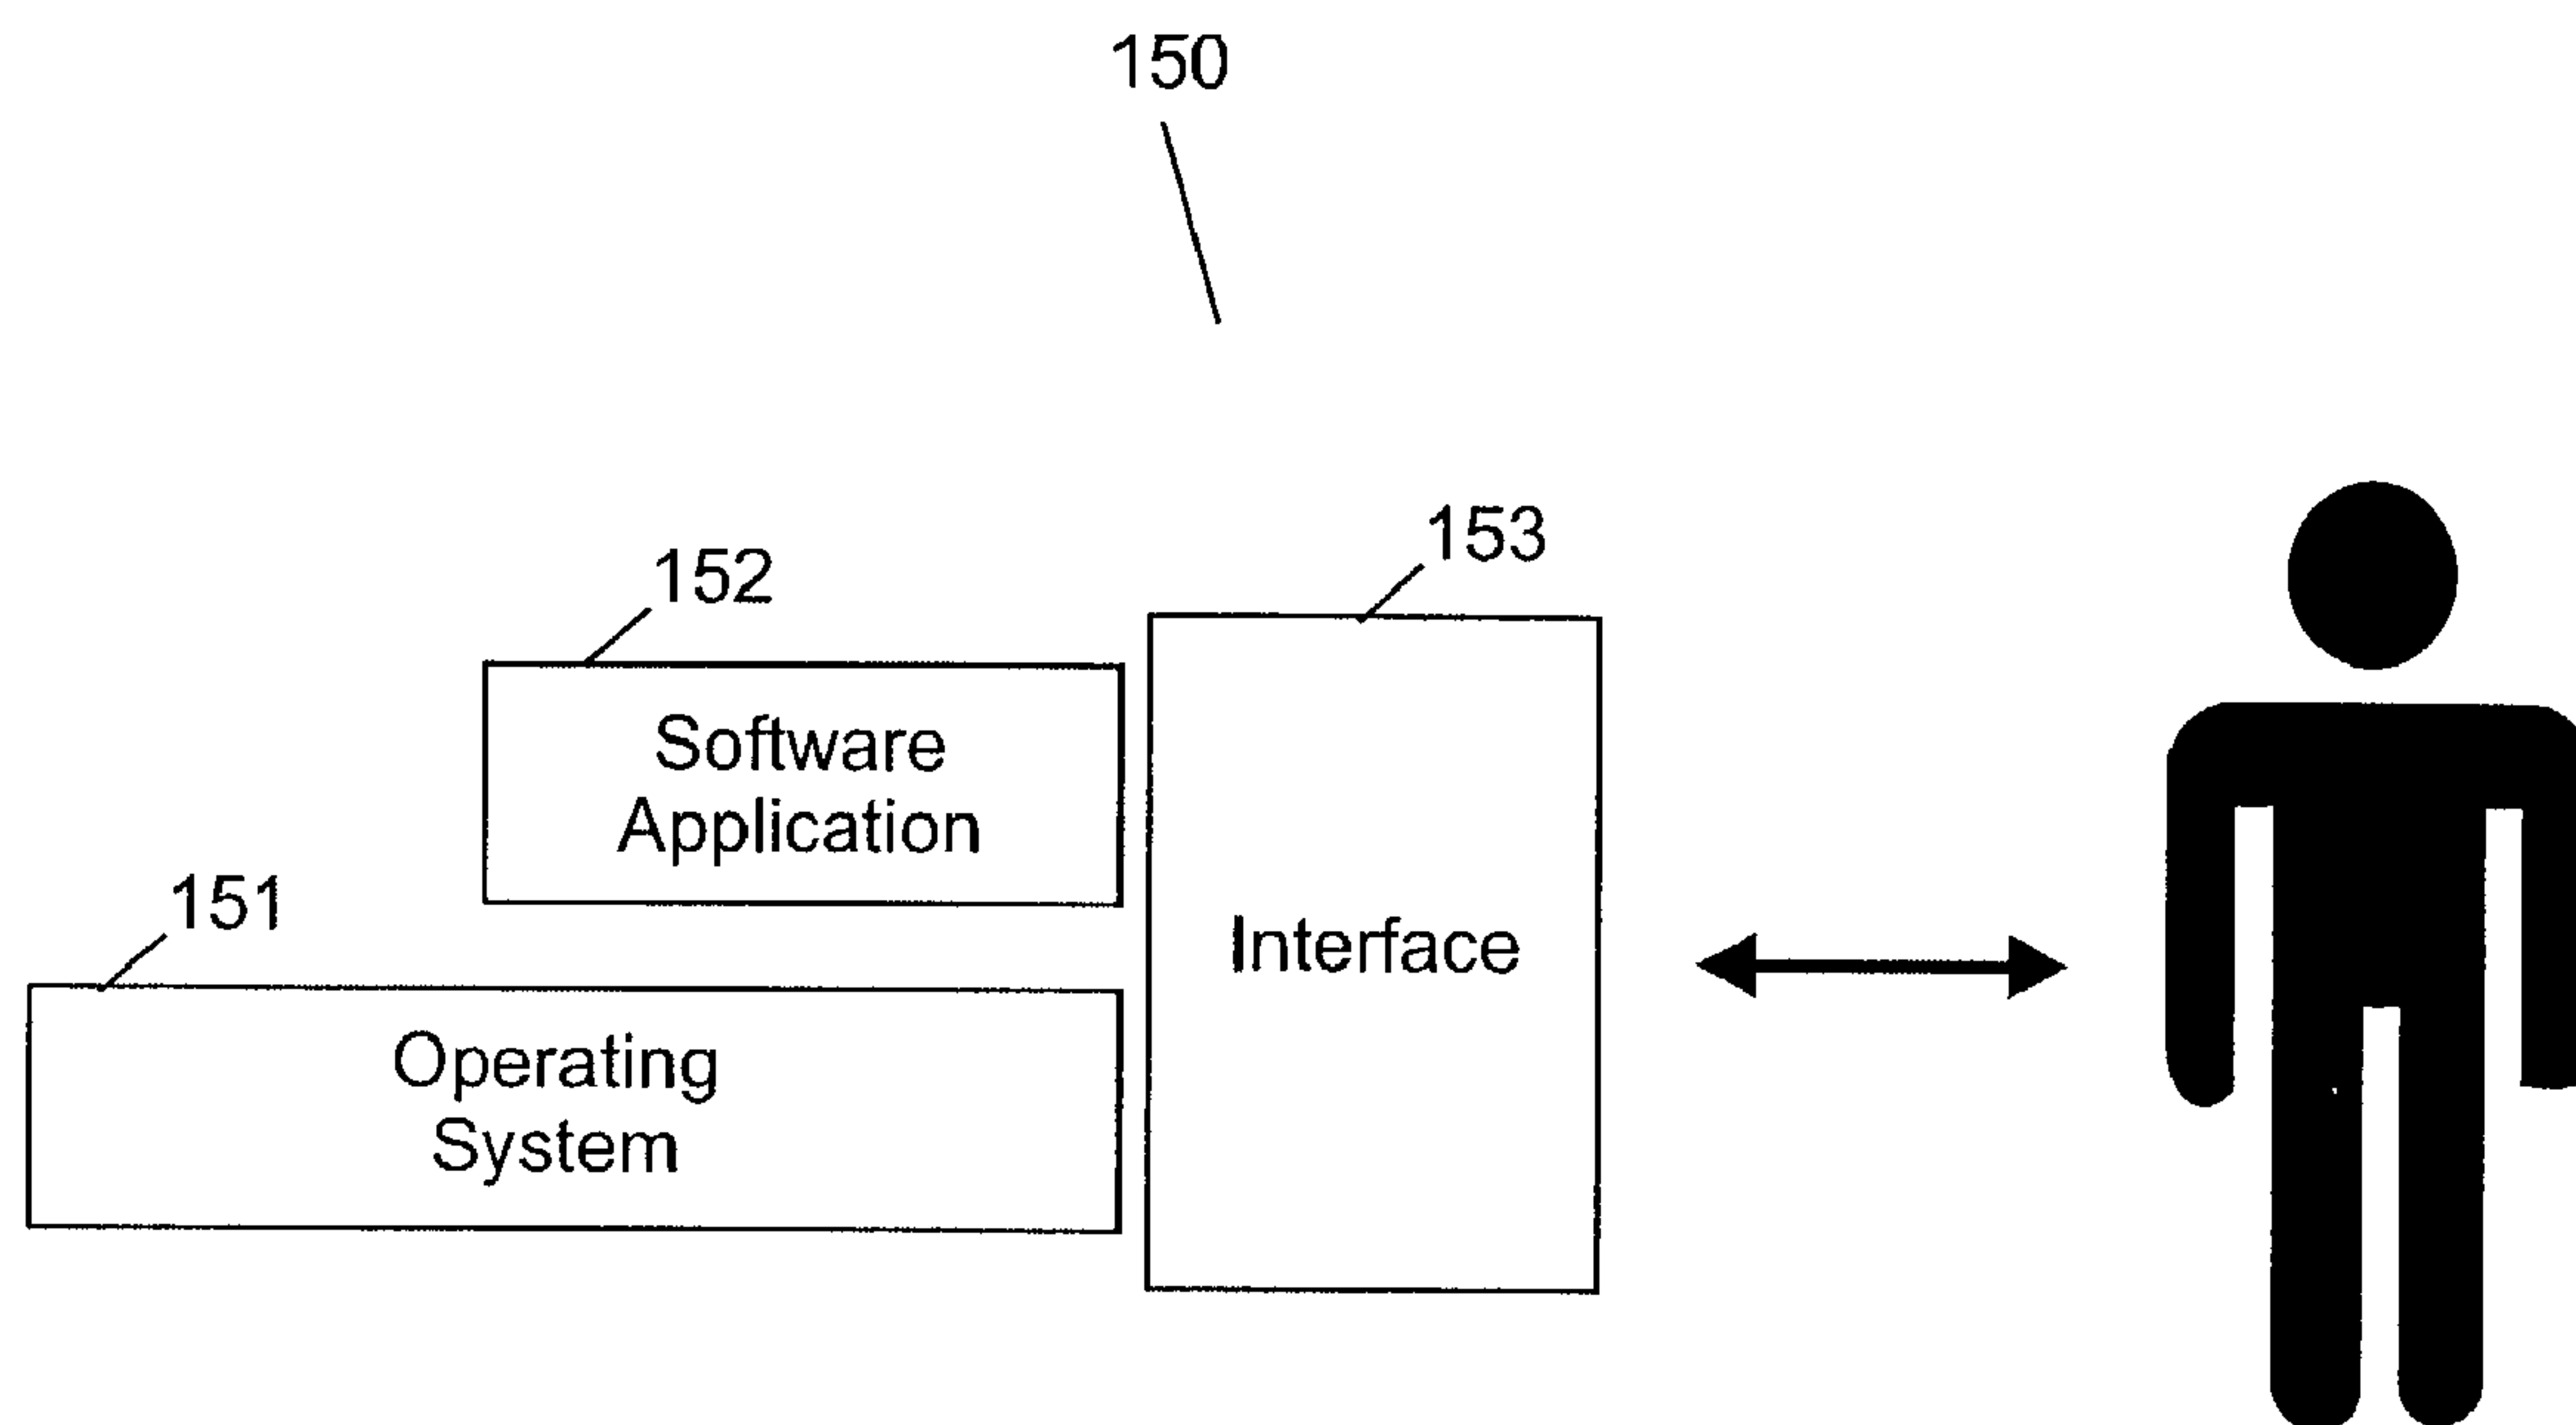 150
153
152
Software
Application
151
Interface
Operating
System